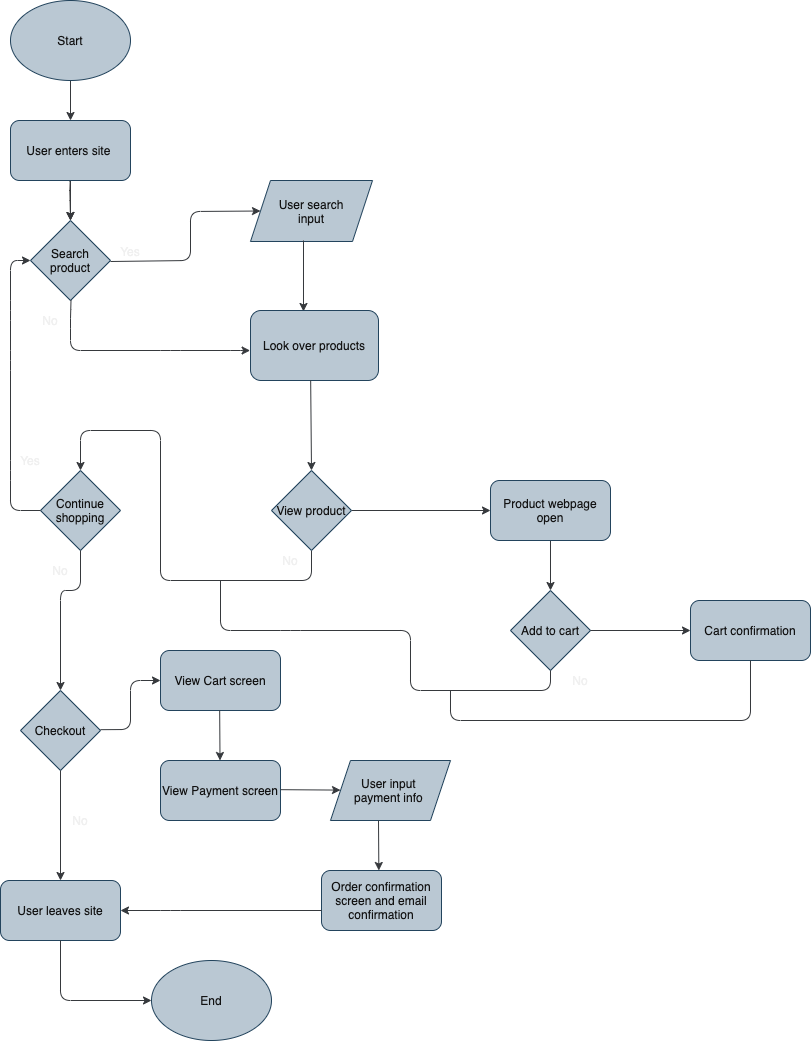 Start
User enters site
User search
input
Search
product
Yes
No
Look over products
Yes
Continue
shopping
View product
Product webpage
open
No
No
Add to cart
Cart confirmation
View Cart screen
No
Checkout
View Payment screen
User input
payment info
No
Order confirmation
screen and email
confirmation
User leaves site
End